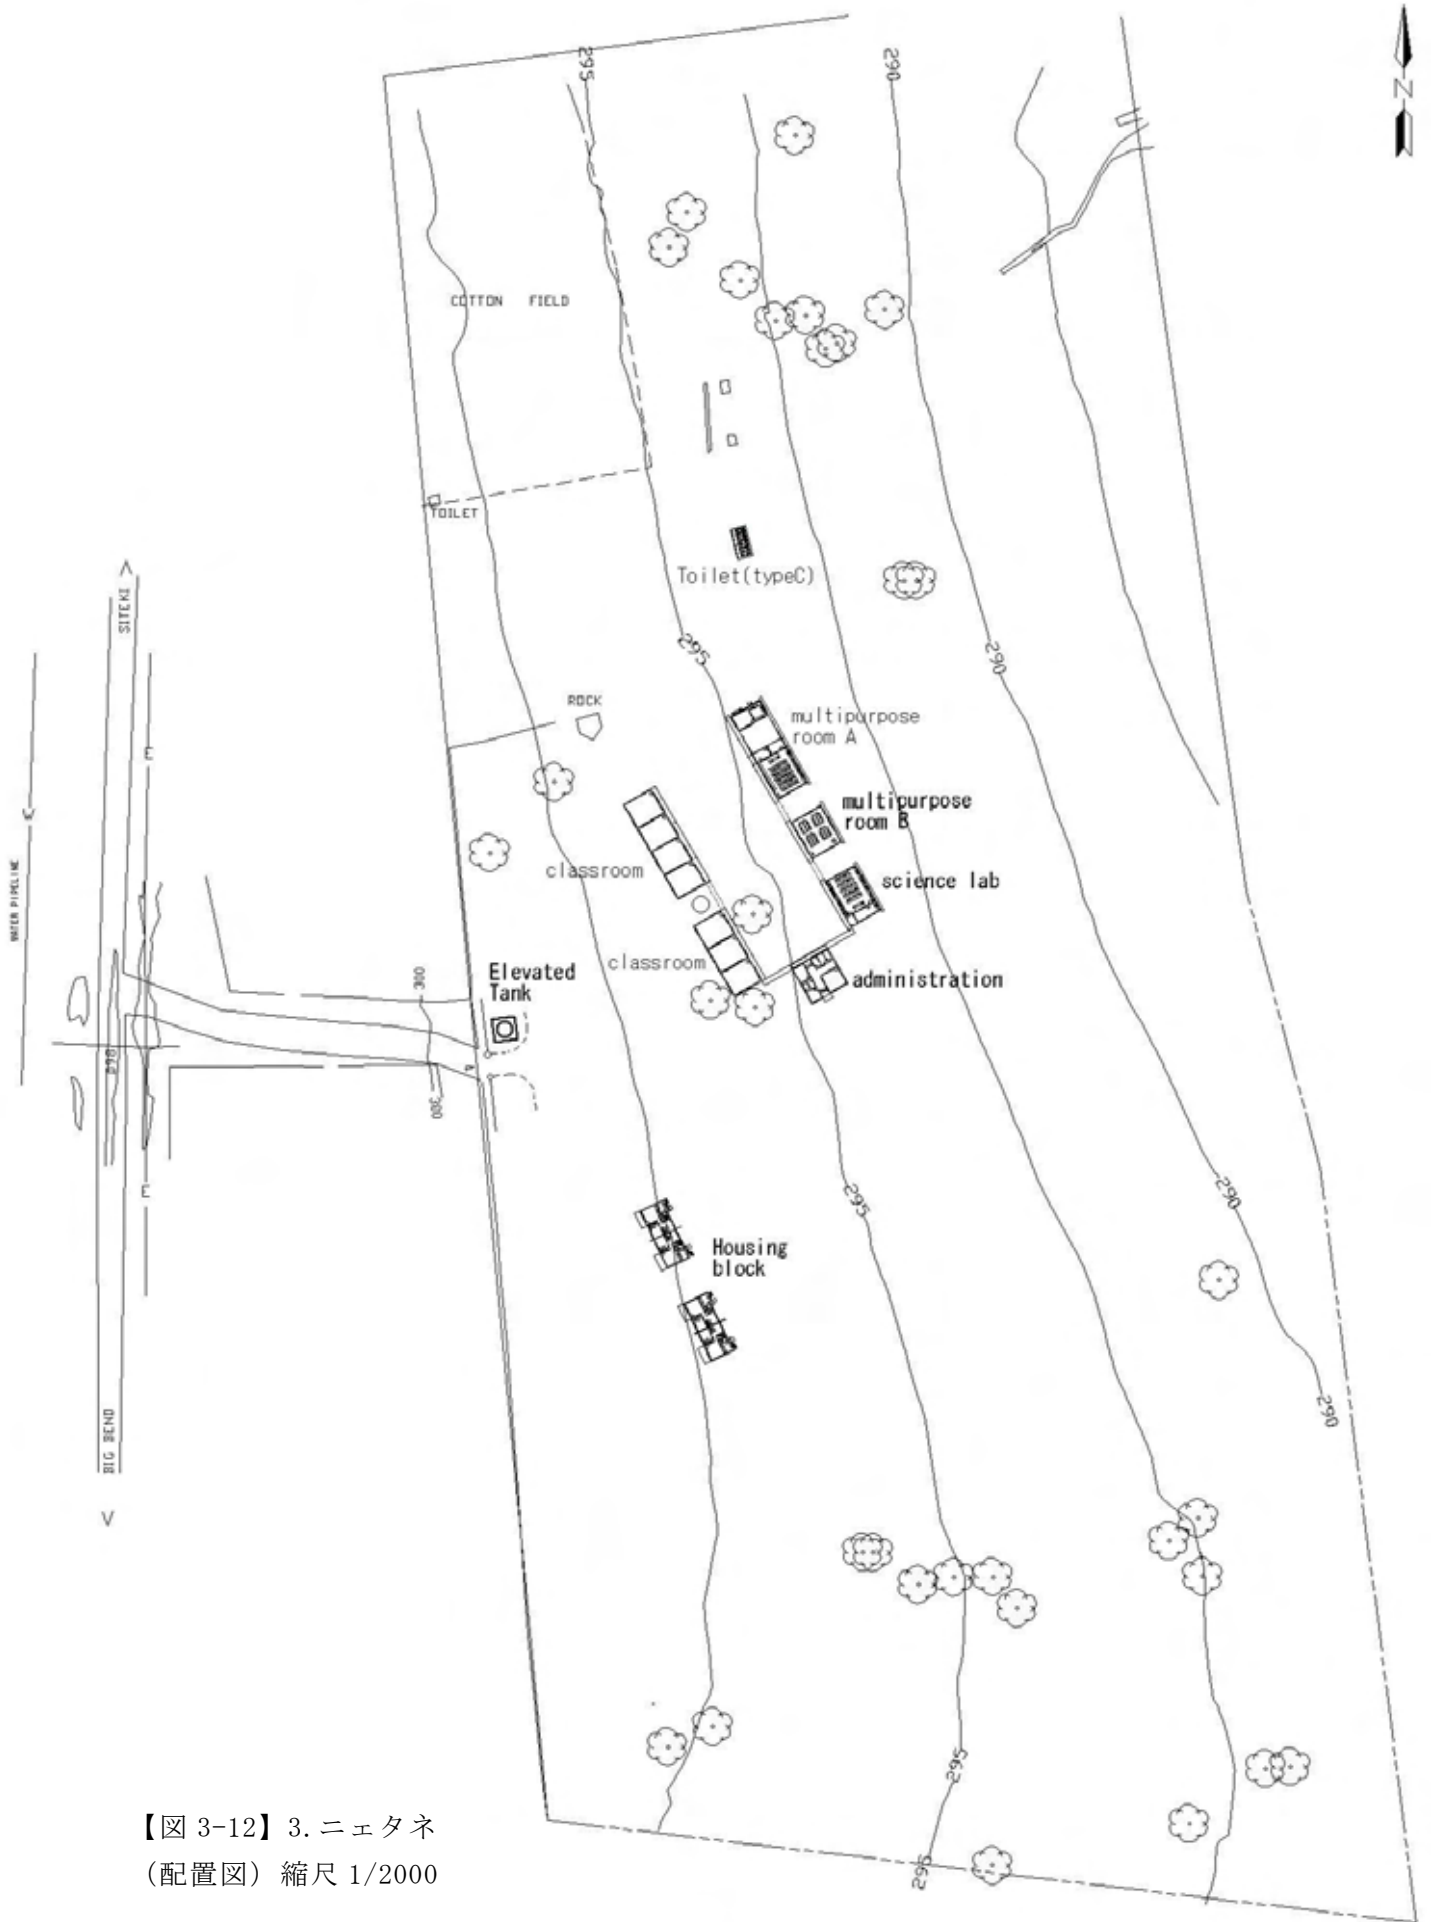 295
290
N
COTTON FIELD
TOILET
Toilet(typeC)
SITEKI
295
290
ROCK
multipurpose
room A
E
multipurpose
room B
W
classroom
science lab
WATER PIPELINE
classroom
Elevated
Tank
300
administration
300
295
290
E
Housing
block
290
BIG BEND
295
295
【図 3-12】3.ニェタネ
(配置図) 縮尺 1/2000